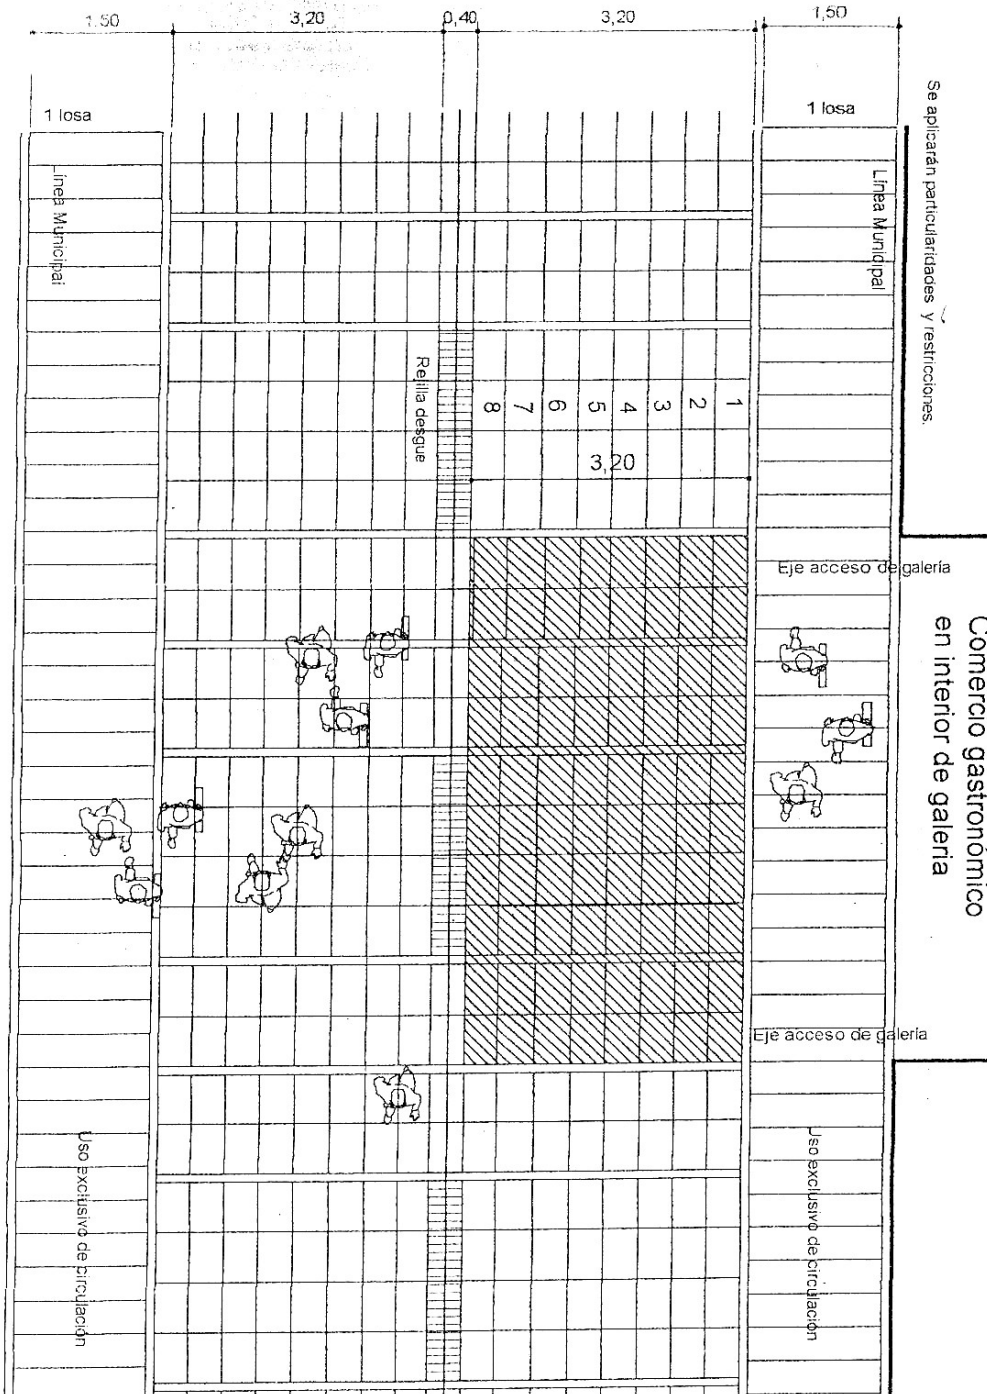 1,50
3,20
0,40
3,20
1,50
1 losa
1 losa
Se aplicarán particularidades y restricciones.
Línea Municipal
Línea Municipal
Rejilla desgue
8
7
6
5
4
3
2
1
3,20
Eje acceso de galería
Comercio gastronómico
en interior de galeria
Eje acceso de galería
Uso exclusivo de circulación
Uso exclusivo de circulación